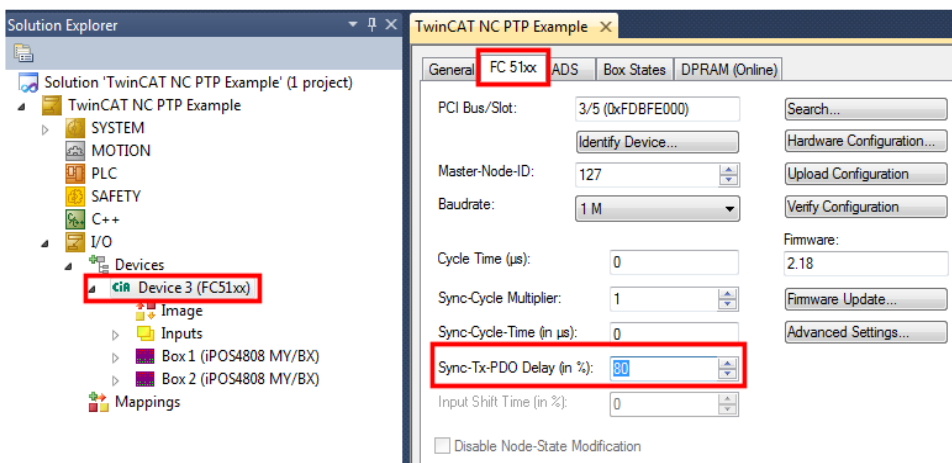 Solution Explorer
Solution 'TwinCAT NC PTP Example' (1 project)
TwinCAT NC PTP Example
SYSTEM
MOTION
PLC
SAFETY
C++
I/O
Devices
CiA Device 3 (FC51xx)
Image
Inputs
Box 1 (iPOS4808 MY/BX)
Box 2 (iPOS4808 MY/BX)
Mappings
TwinCAT NC PTP Example
General FC 51xx ADS Box States DPRAM (Online)
PCI Bus/Slot: 3/5 (0xFDBFE000) Search...
Identify Device... Hardware Configuration...
Master-Node-ID: 127 Upload Configuration
Baudrate: 1 M Verify Configuration
Firmware:
Cycle Time (µs): 0 2.18
Sync-Cycle Multiplier: 1 Firmware Update...
Sync-Cycle-Time (in µs): 0 Advanced Settings...
Sync-Tx-PDO Delay (in %): 80
Input Shift Time (in %): 0
Disable Node-State Modification